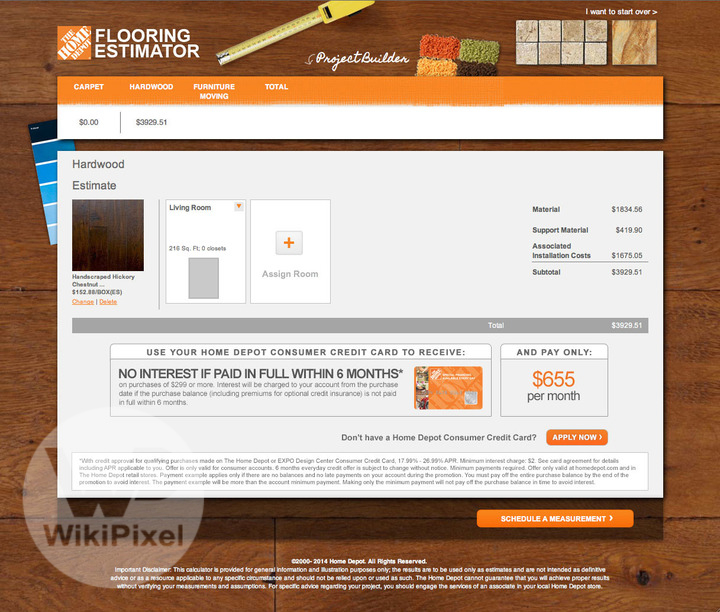 I want to start over >
THE HOME DEPOT
FLOORING
ESTIMATOR
ProjectBuilder
CARPET HARDWOOD FURNITURE MOVING TOTAL
$0.00 $3929.51
Hardwood
Estimate
Living Room
216 Sq. Ft; 0 closets
+
Assign Room
Handscraped Hickory
Chestnut ...
$152.88/BOX(ES)
Change | Delete
Material $1834.56
Support Material $419.90
Associated
Installation Costs $1675.05
Subtotal $3929.51
Total $3929.51
USE YOUR HOME DEPOT CONSUMER CREDIT CARD TO RECEIVE:
NO INTEREST IF PAID IN FULL WITHIN 6 MONTHS*
on purchases of $299 or more. Interest will be charged to your account from the purchase
date if the purchase balance (including premiums for optional credit insurance) is not paid
in full within 6 months.
AND PAY ONLY:
$655
per month
Don't have a Home Depot Consumer Credit Card? APPLY NOW >
*With credit approval for qualifying purchases made on The Home Depot or EXPO Design Center Consumer Credit Card, 17.99% - 26.99% APR. Minimum interest charge: $2. See card agreement for details
including APR applicable to you. Offer is only valid for consumer accounts. 6 months everyday credit offer is subject to change without notice. Minimum payments required. Offer only valid at homedepot.com and in
The Home Depot retail stores. Payment example applies only if there are no balances and no late payments on your account during the promotion. You must pay off the entire purchase balance by the end of the
promotion to avoid interest. The payment example will be more than the account minimum payment. Making only the minimum payment will not pay off the purchase balance in time to avoid interest.
WikiPixel
SCHEDULE A MEASUREMENT >
©2000- 2014 Home Depot. All Rights Reserved.
Important Disclaimer: This calculator is provided for general information and illustration purposes only; the results are to be used only as estimates and are not intended as definitive
advice or as a resource applicable to any specific circumstance and should not be relied upon or used as such. The Home Depot cannot guarantee that you will achieve proper results
without verifying your measurements and assumptions. For specific advice regarding your project, you should engage the services of an associate in your local Home Depot store.